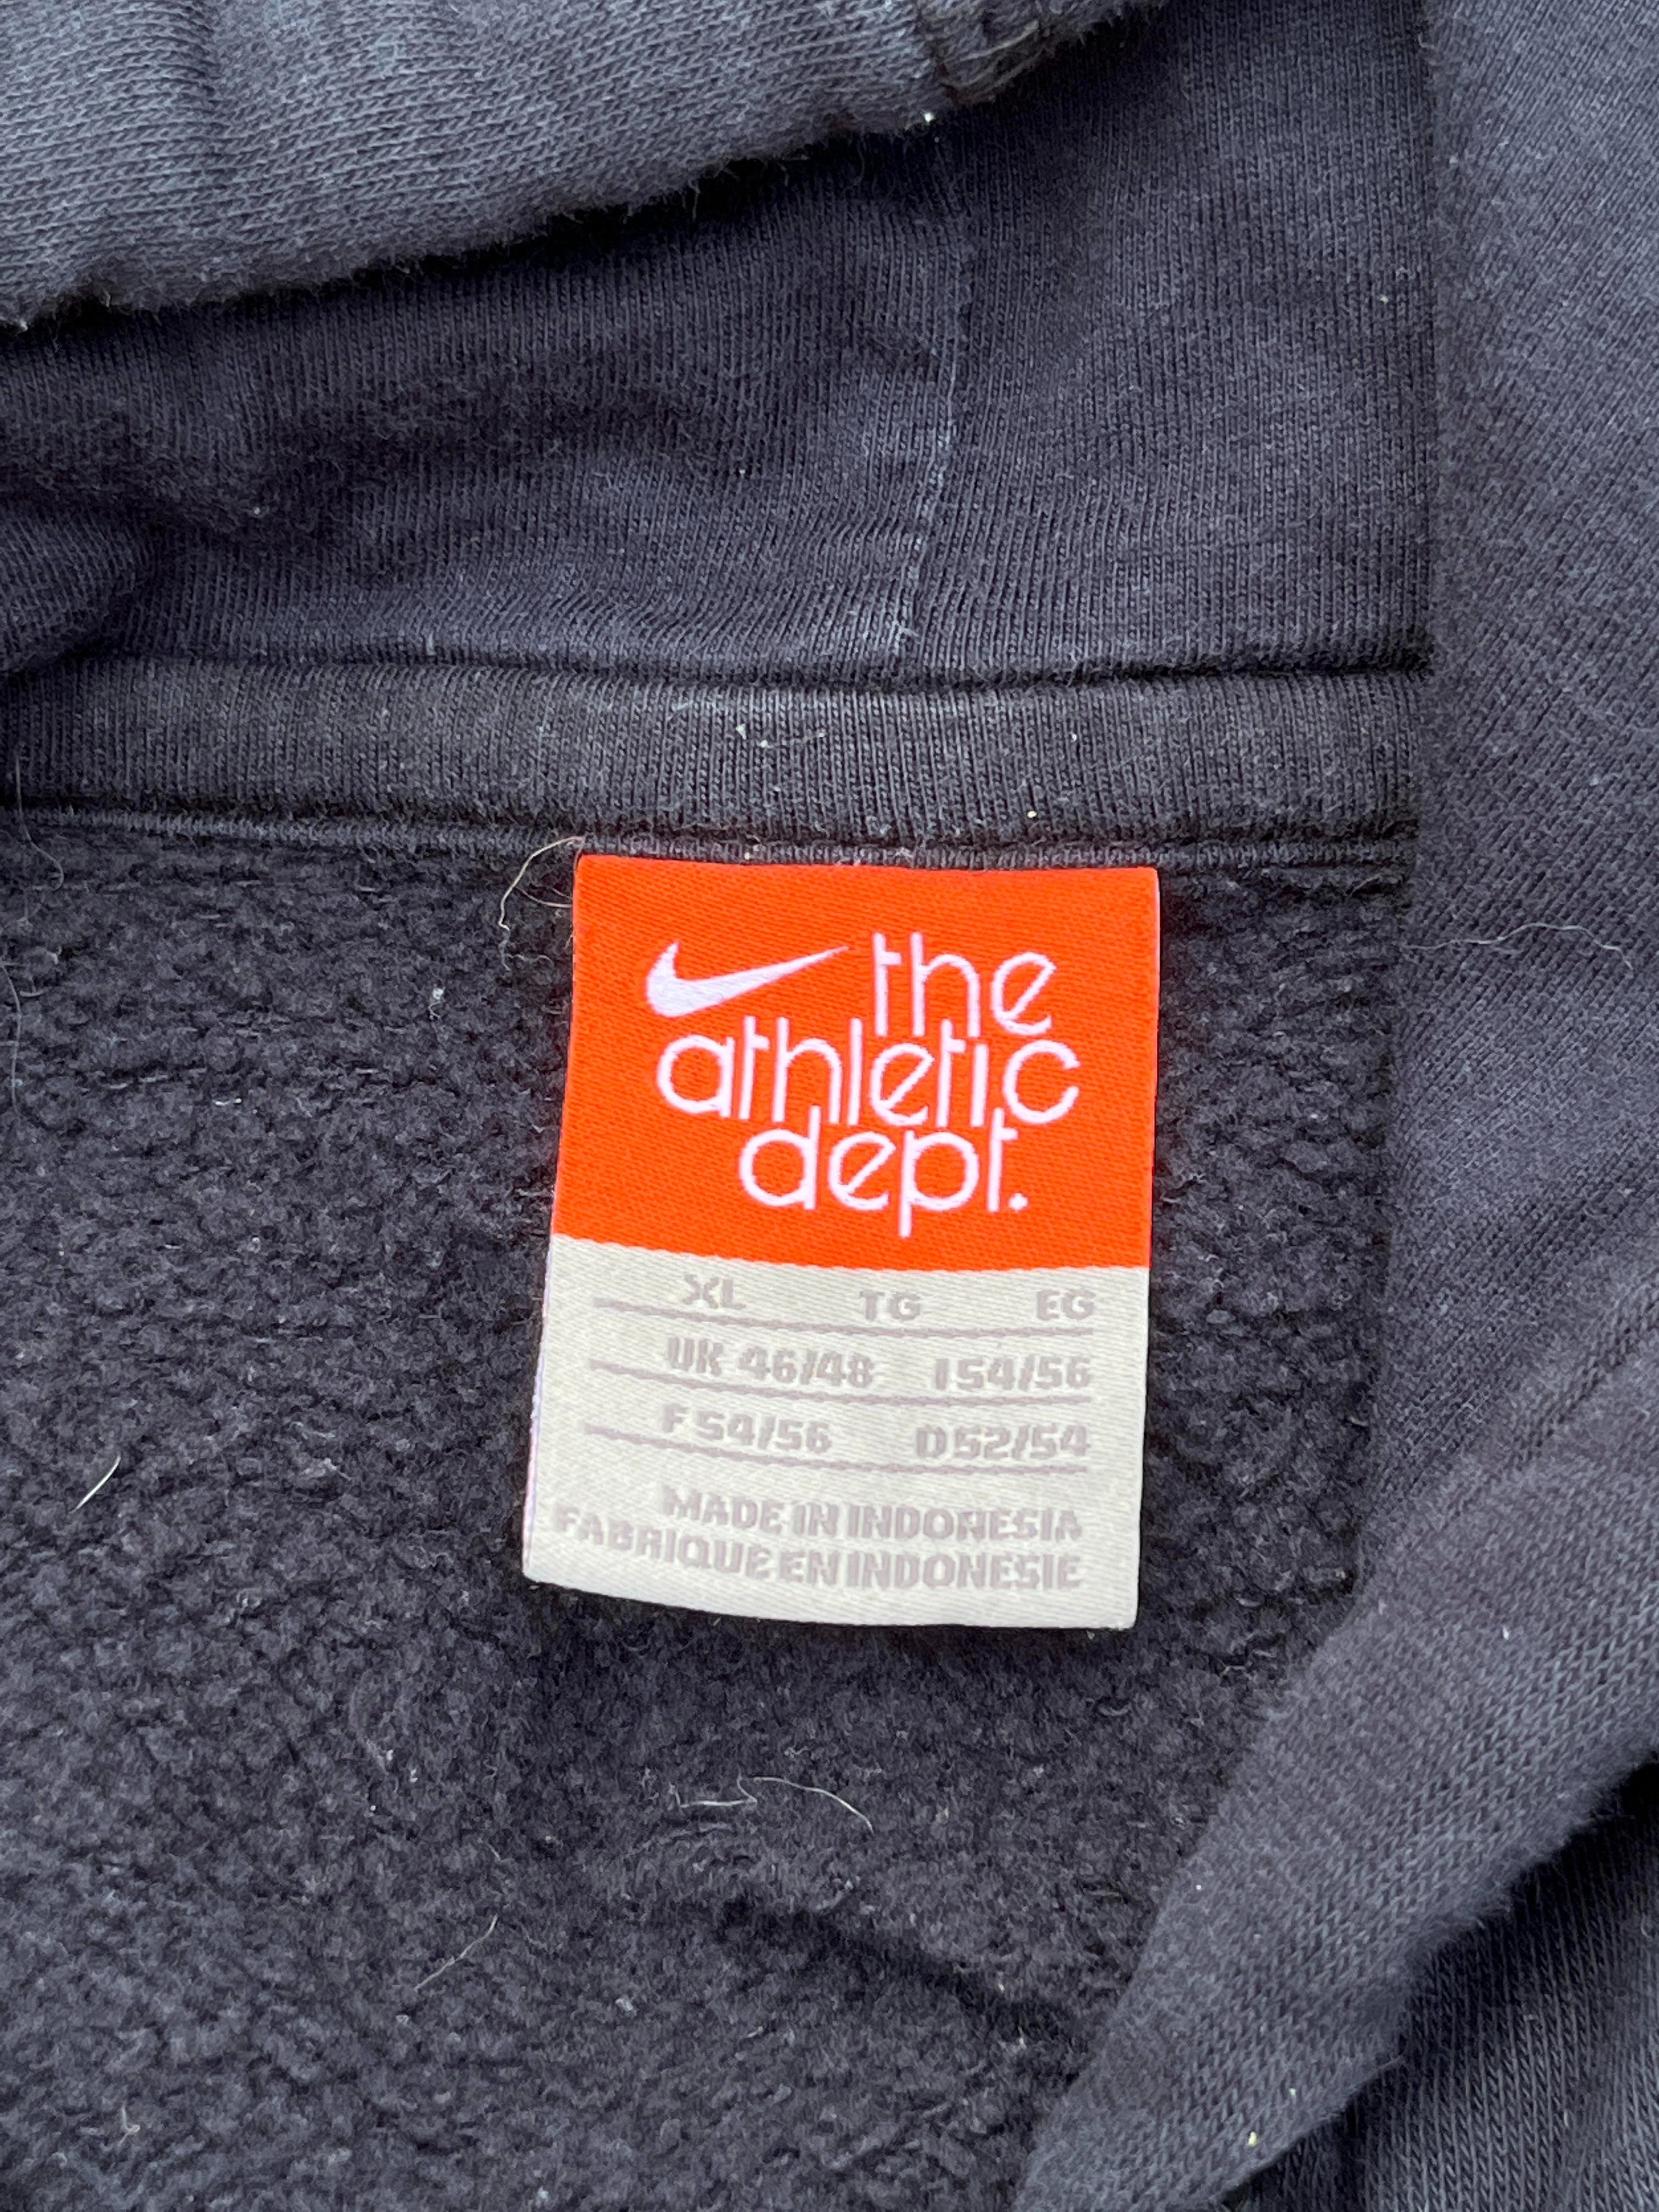 the
athletic
dept.
XL TG EG
UK 46/48 I 54/56
F 54/56 D 52/54
MADE IN INDONESIA
FABRIQUE EN INDONESIE